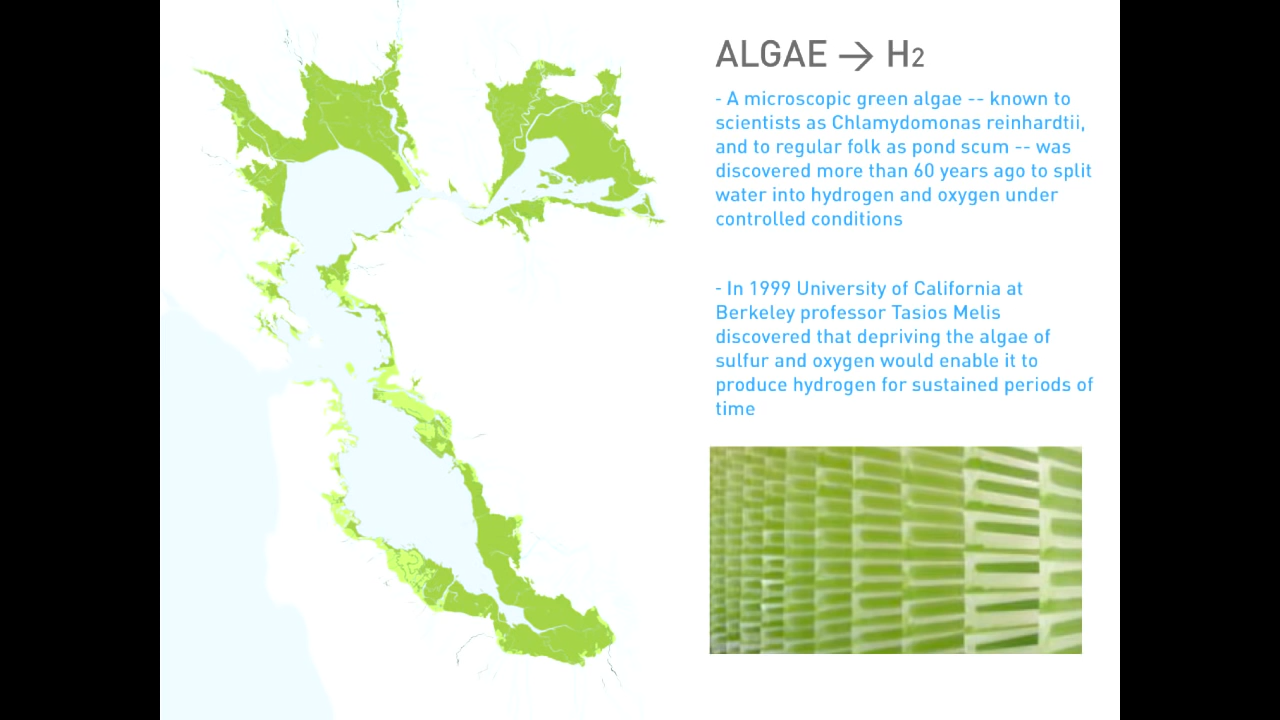 ALGAE → H2
- A microscopic green algae -- known to
scientists as Chlamydomonas reinhardtii,
and to regular folk as pond scum -- was
discovered more than 60 years ago to split
water into hydrogen and oxygen under
controlled conditions
- In 1999 University of California at
Berkeley professor Tasios Melis
discovered that depriving the algae of
sulfur and oxygen would enable it to
produce hydrogen for sustained periods of
time